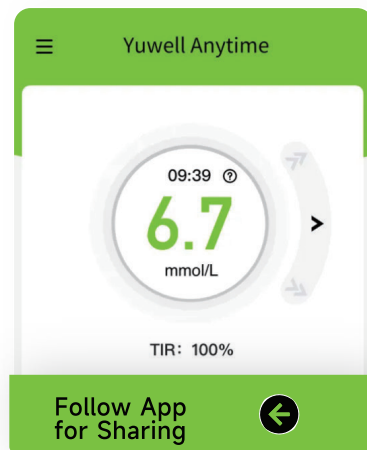 Yuwell Anytime
09:39
6.7
mmol/L
TIR: 100%
Follow App
for Sharing